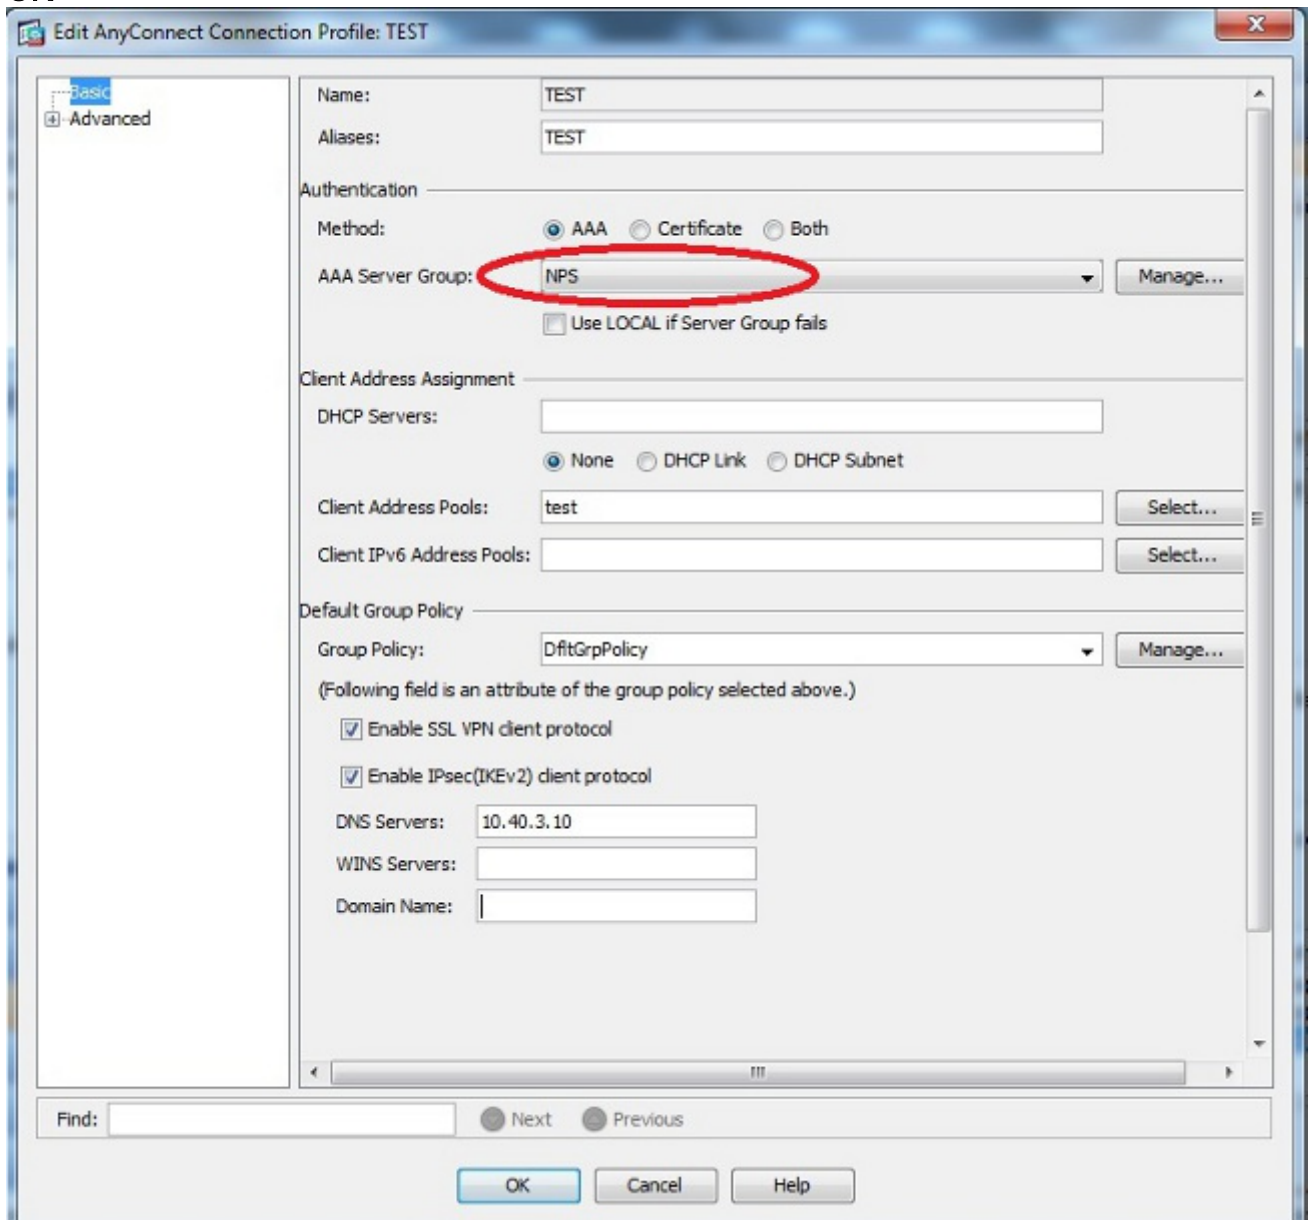 Edit AnyConnect Connection Profile: TEST
Basic
Advanced
Name: TEST
Aliases: TEST
Authentication
Method: AAA Certificate Both
AAA Server Group: NPS Manage...
Use LOCAL if Server Group fails
Client Address Assignment
DHCP Servers:
None DHCP Link DHCP Subnet
Client Address Pools: test Select...
Client IPv6 Address Pools: Select...
Default Group Policy
Group Policy: DfltGrpPolicy Manage...
(Following field is an attribute of the group policy selected above.)
Enable SSL VPN client protocol
Enable IPsec(IKEv2) client protocol
DNS Servers: 10.40.3.10
WINS Servers:
Domain Name:
Find: Next Previous
OK Cancel Help